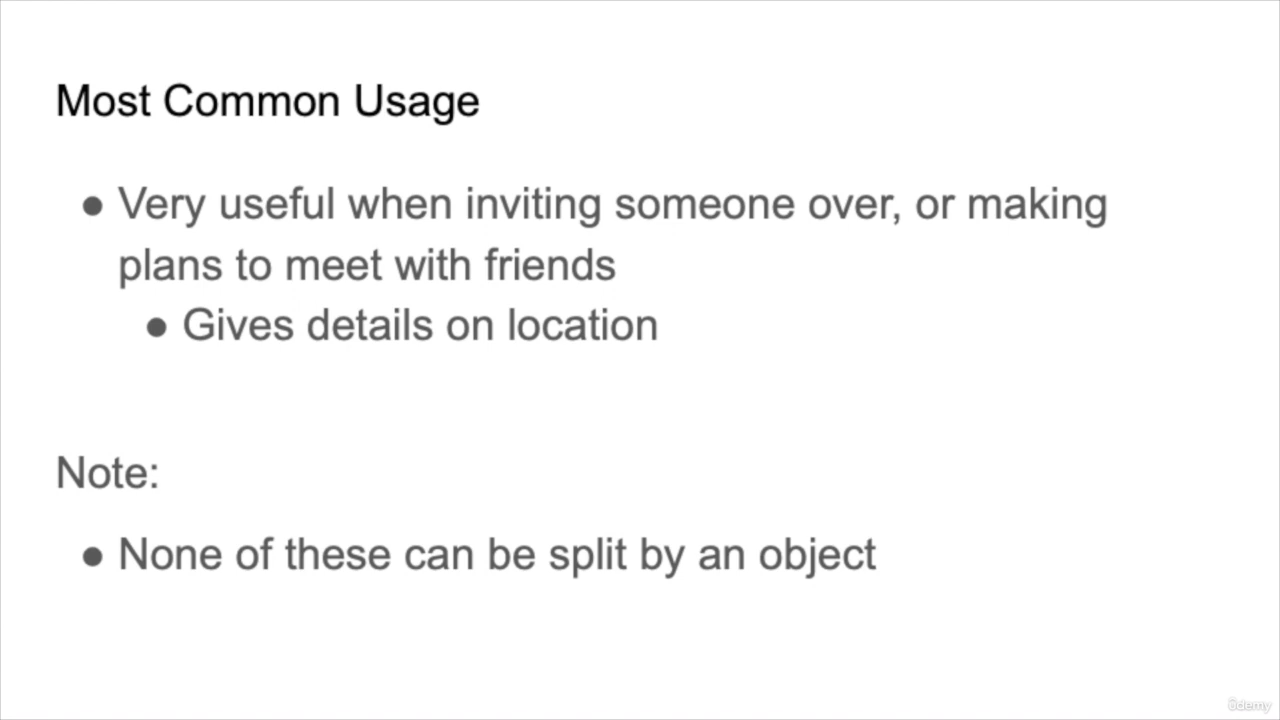 Most Common Usage
● Very useful when inviting someone over, or making
plans to meet with friends
● Gives details on location
Note:
● None of these can be split by an object
ûdemy